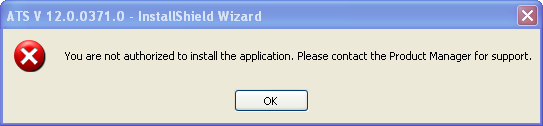 ATS V 12.0.0371.0 - InstallShield Wizard
You are not authorized to install the application. Please contact the Product Manager for support.
OK